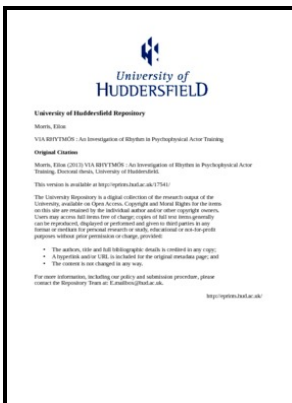 University of
HUDDERSFIELD
University of Huddersfield Repository
Morris, Eilon
VIA RHYTMÓS : An Investigation of Rhythm in Psychophysical Actor Training
Original Citation
Morris, Eilon (2013) VIA RHYTMÓS : An Investigation of Rhythm in Psychophysical Actor
Training. Doctoral thesis, University of Huddersfield.
This version is available at http://eprints.hud.ac.uk/17541/
The University Repository is a digital collection of the research output of the
University, available on Open Access. Copyright and Moral Rights for the items
on this site are retained by the individual author and/or other copyright owners.
Users may access full items free of charge; copies of full text items generally
can be reproduced, displayed or performed and given to third parties in any
format or medium for personal research or study, educational or not-for-profit
purposes without prior permission or charge, provided:
• The authors, title and full bibliographic details is credited in any copy;
• A hyperlink and/or URL is included for the original metadata page; and
• The content is not changed in any way.
For more information, including our policy and submission procedure, please
contact the Repository Team at: E.mailbox@hud.ac.uk.
http://eprints.hud.ac.uk/